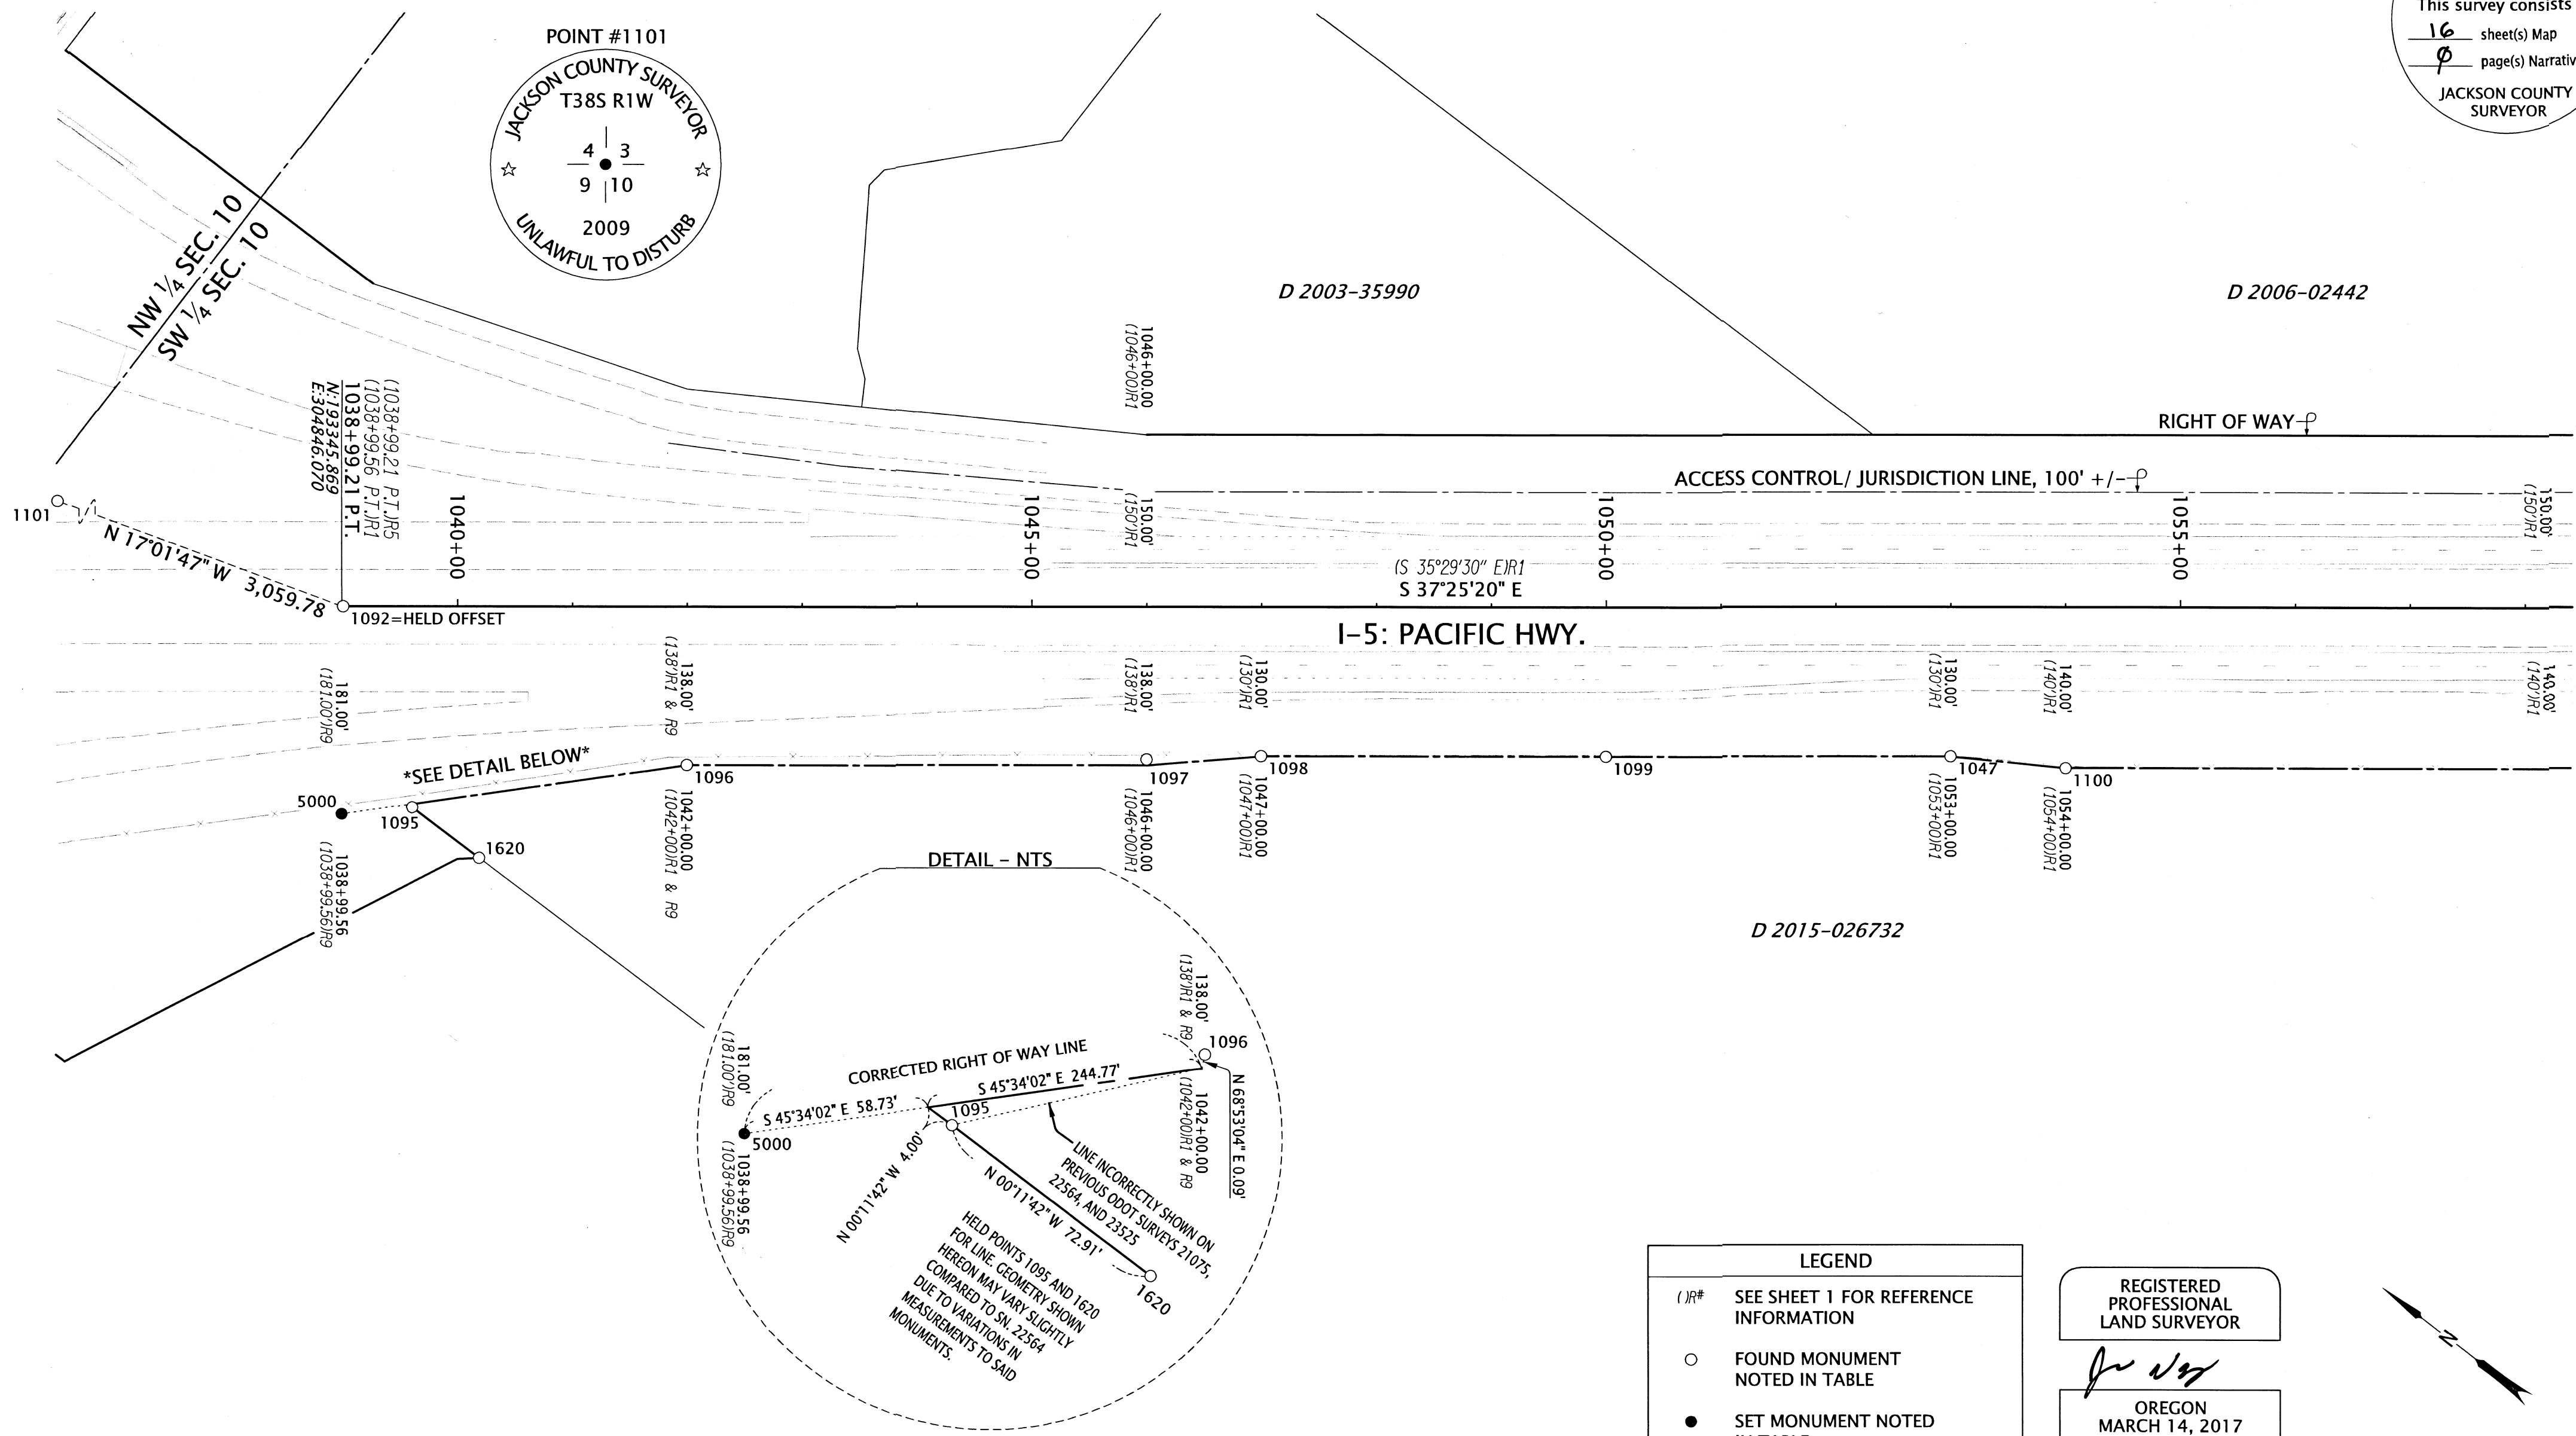 This survey consists
16 sheet(s) Map
φ page(s) Narrativ
JACKSON COUNTY
SURVEYOR
POINT #1101
JACKSON COUNTY SURVEYOR
T38S R1W
4 3
9 10
2009
UNLAWFUL TO DISTURB
NW 1/4 SEC. 10
SW 1/4 SEC. 10
D 2003-35990
D 2006-02442
1046+00.00
(1046+00)R1
RIGHT OF WAY
ACCESS CONTROL/ JURISDICTION LINE, 100' +/-
(1038+99.21 P.T.)R5
(1038+99.56 P.T.)R1
1038+99.21 P.T.
N:193345.869
E:304846.070
1040+00
1045+00
150.00'
(150')R1
1050+00
1055+00
150.00'
(150')R1
1101
N 17°01'47" W 3,059.78
(S 35°29'30" E)R1
S 37°25'20" E
1092=HELD OFFSET
I-5: PACIFIC HWY.
181.00'
(181.00')R9
138.00'
(138')R1 & R9
138.00'
(138')R1
130.00'
(130')R1
130.00'
(130')R1
140.00'
(140')R1
140.00'
(140')R1
*SEE DETAIL BELOW*
1096
1097
1098
1099
1047
1100
5000
1095
1620
1038+99.56
(1038+99.56)R9
1042+00.00
(1042+00)R1 & R9
1046+00.00
(1046+00)R1
1047+00.00
(1047+00)R1
1053+00.00
(1053+00)R1
1054+00.00
(1054+00)R1
DETAIL - NTS
D 2015-026732
138.00'
(138')R1 & R9
1096
181.00'
(181.00')R9
CORRECTED RIGHT OF WAY LINE
S 45°34'02" E 244.77'
S 45°34'02" E 58.73'
1095
5000
1038+99.56
(1038+99.56)R9
1042+00.00
(1042+00)R1 & R9
N 68°53'04" E 0.09'
N 00°11'42" W 4.00'
N 00°11'42" W 72.91'
1620
LINE INCORRECTLY SHOWN ON
PREVIOUS ODOT SURVEYS 21075,
22564, AND 23525
HELD POINTS 1095 AND 1620
FOR LINE. GEOMETRY SHOWN
HEREON MAY VARY SLIGHTLY
COMPARED TO SN. 22564
DUE TO VARIATIONS IN
MEASUREMENTS TO SAID
MONUMENTS.
LEGEND
( )R# SEE SHEET 1 FOR REFERENCE
INFORMATION
FOUND MONUMENT
NOTED IN TABLE
SET MONUMENT NOTED
REGISTERED
PROFESSIONAL
LAND SURVEYOR
OREGON
MARCH 14, 2017
N